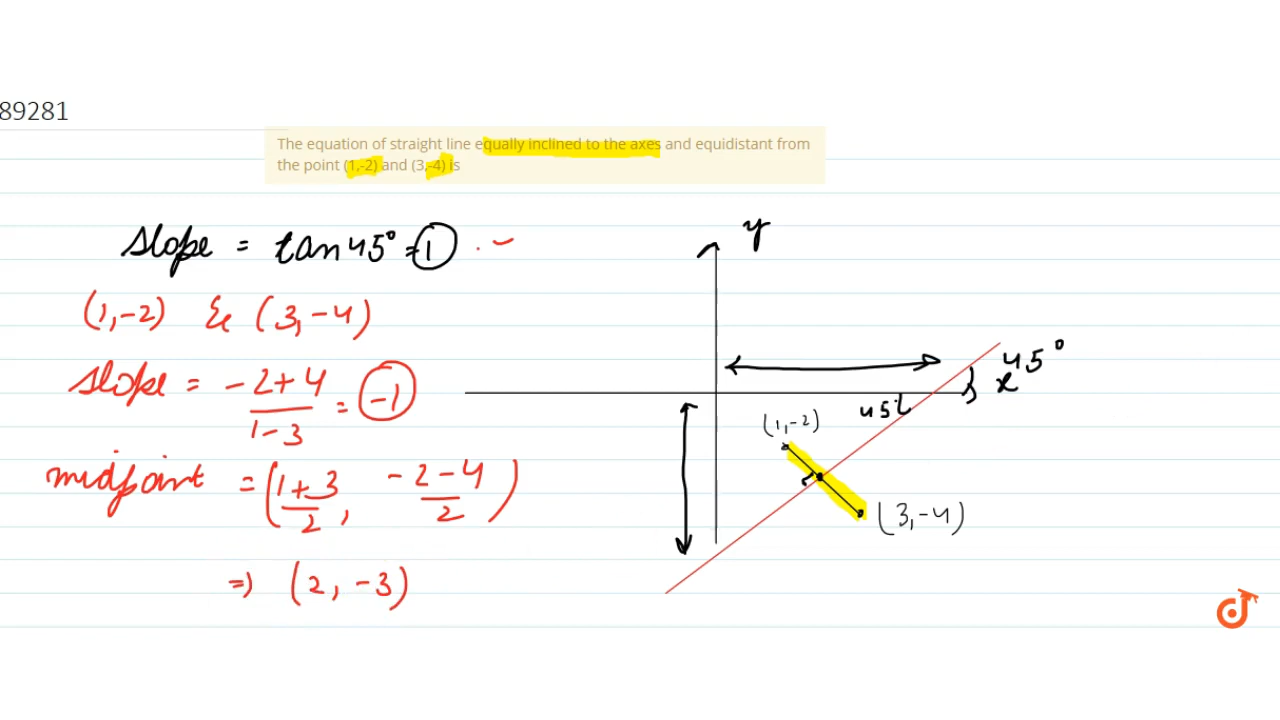 89281
The equation of straight line equally inclined to the axes and equidistant from
the point (1,-2) and (3,-4) is
slope = tan 45° = 1
(1,-2) & (3,-4)
slope = -2+4/1-3 = -1
midpoint = (1+3/2, -2-4/2)
=> (2,-3)
y
45°
x
45
(1,-2)
(3,-4)